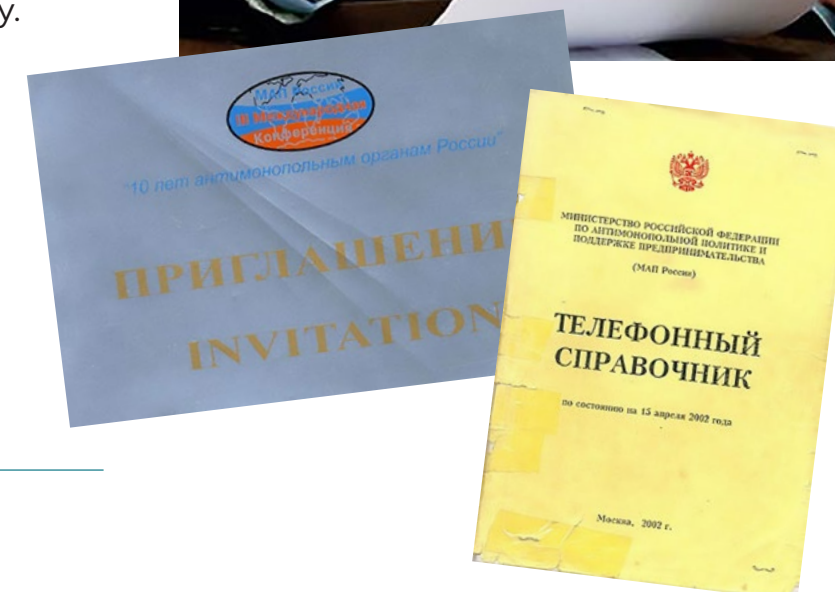 у.
МАП России
III Международная
Конференция
"10 лет антимонопольным органам России"
ПРИГЛАШЕНИ
INVITATION
МИНИСТЕРСТВО РОССИЙСКОЙ ФЕДЕРАЦИИ
ПО АНТИМОНОПОЛЬНОЙ ПОЛИТИКЕ И
ПОДДЕРЖКЕ ПРЕДПРИНИМАТЕЛЬСТВА
(МАП России)
ТЕЛЕФОННЫЙ
СПРАВОЧНИК
по состоянию на 15 апреля 2002 года
Москва, 2002 г.